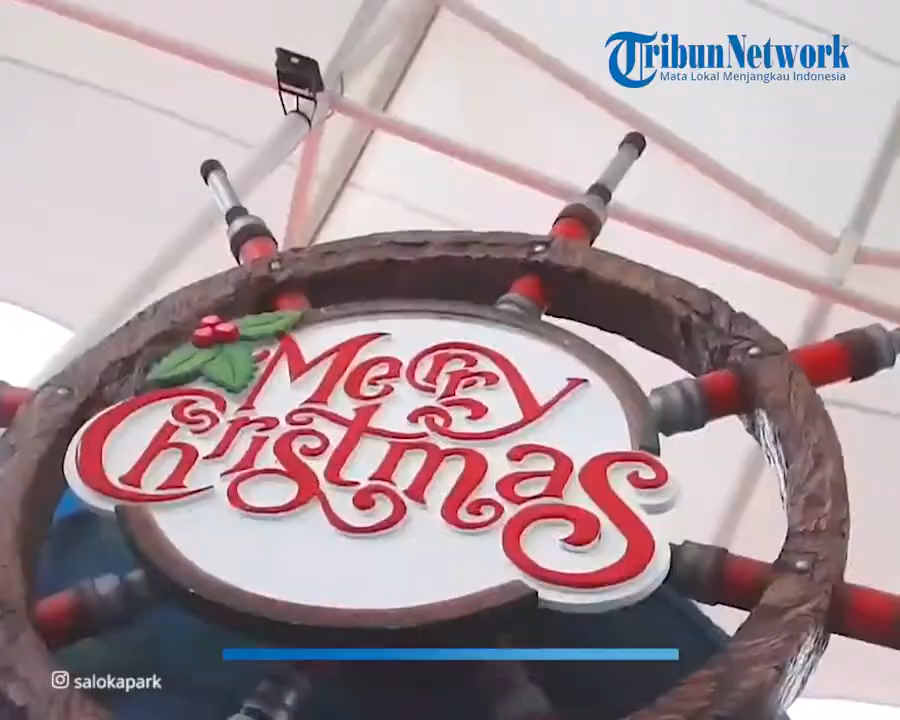 TribunNetwork
Mata Lokal Menjangkau Indonesia
Merry
Christmas
salokapark